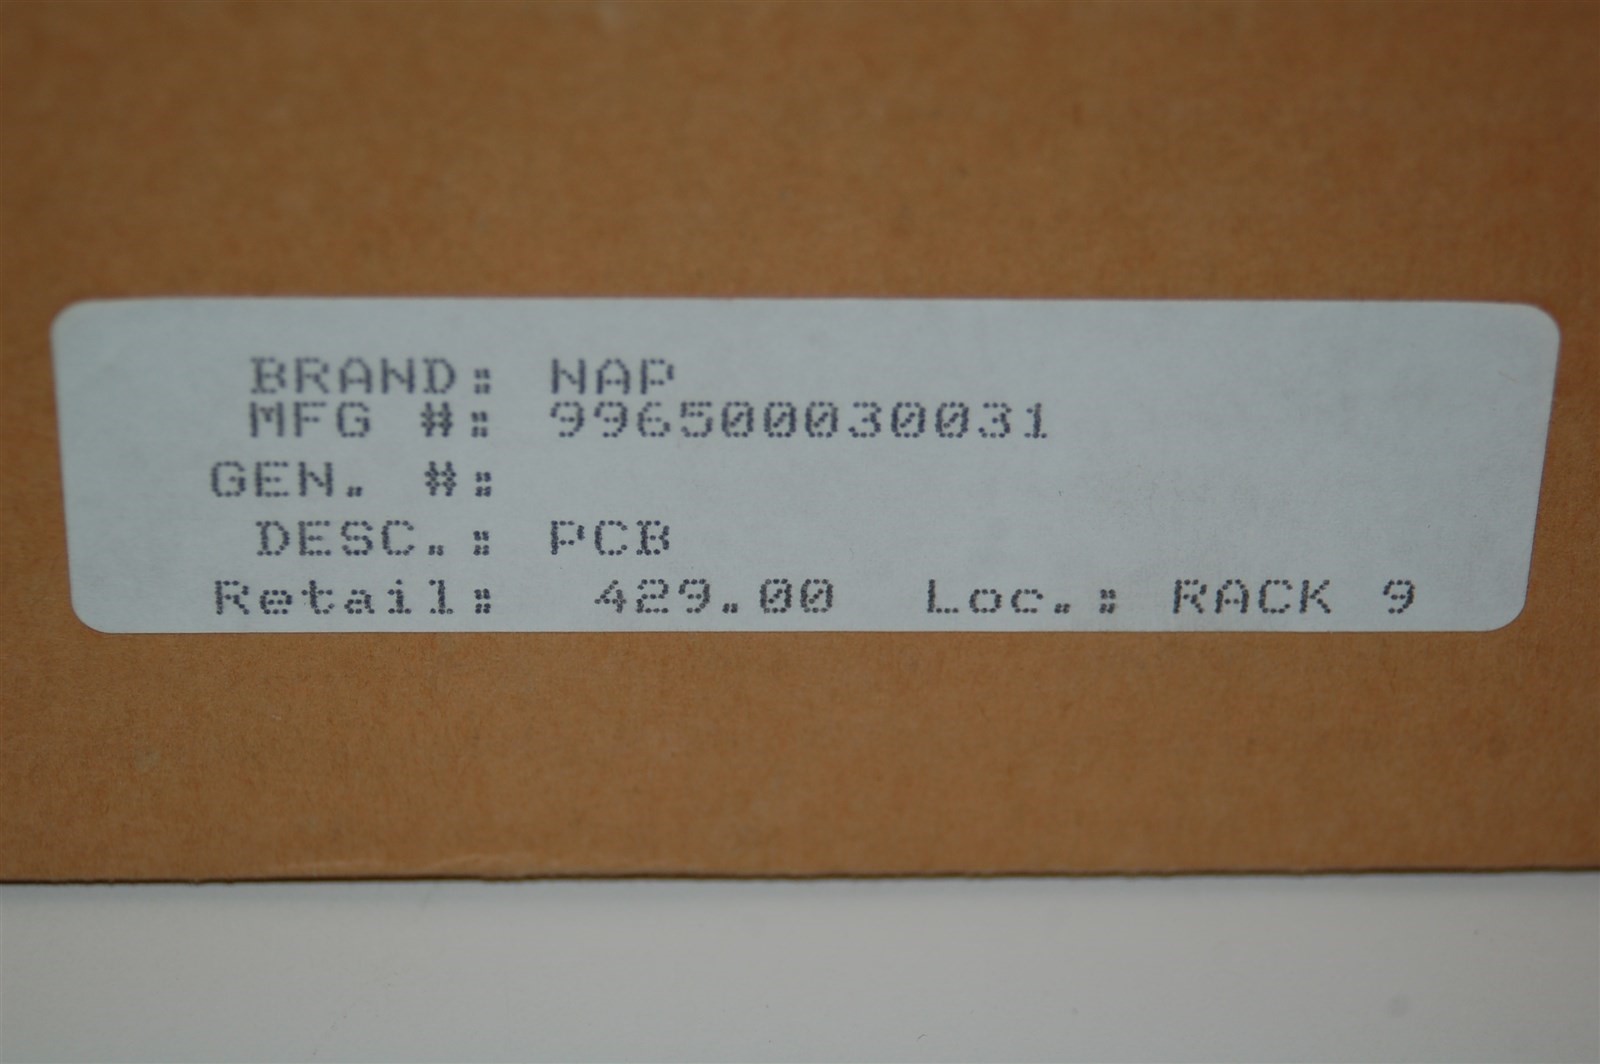 BRAND: NAP
MFG #: 996500030031
GEN. #:
DESC.: PCB
Retail: 429.00 Loc.: RACK 9